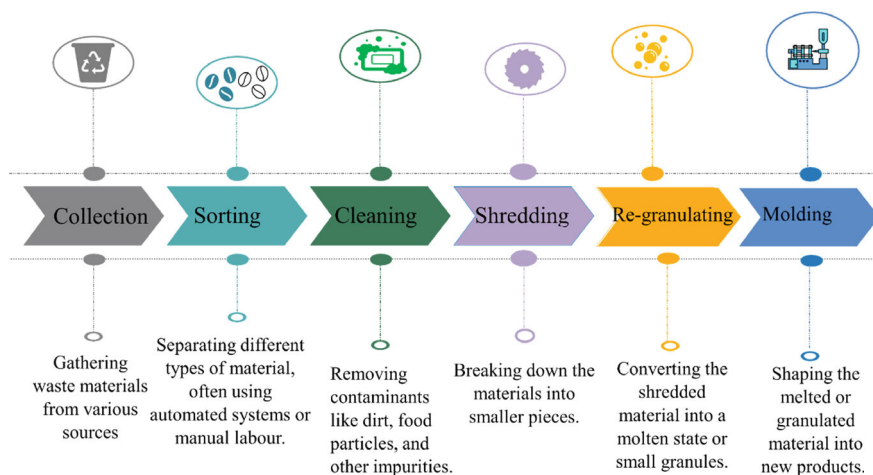 Collection
Sorting
Cleaning
Shredding
Re-granulating
Molding
Gathering
waste materials
from various
sources
Separating different
types of material,
often using
automated systems or
manual labour.
Removing
contaminants
like dirt, food
particles, and
other impurities.
Breaking down the
materials into
smaller pieces.
Converting the
shredded
material into a
molten state or
small granules.
Shaping the
melted or
granulated
material into
new products.